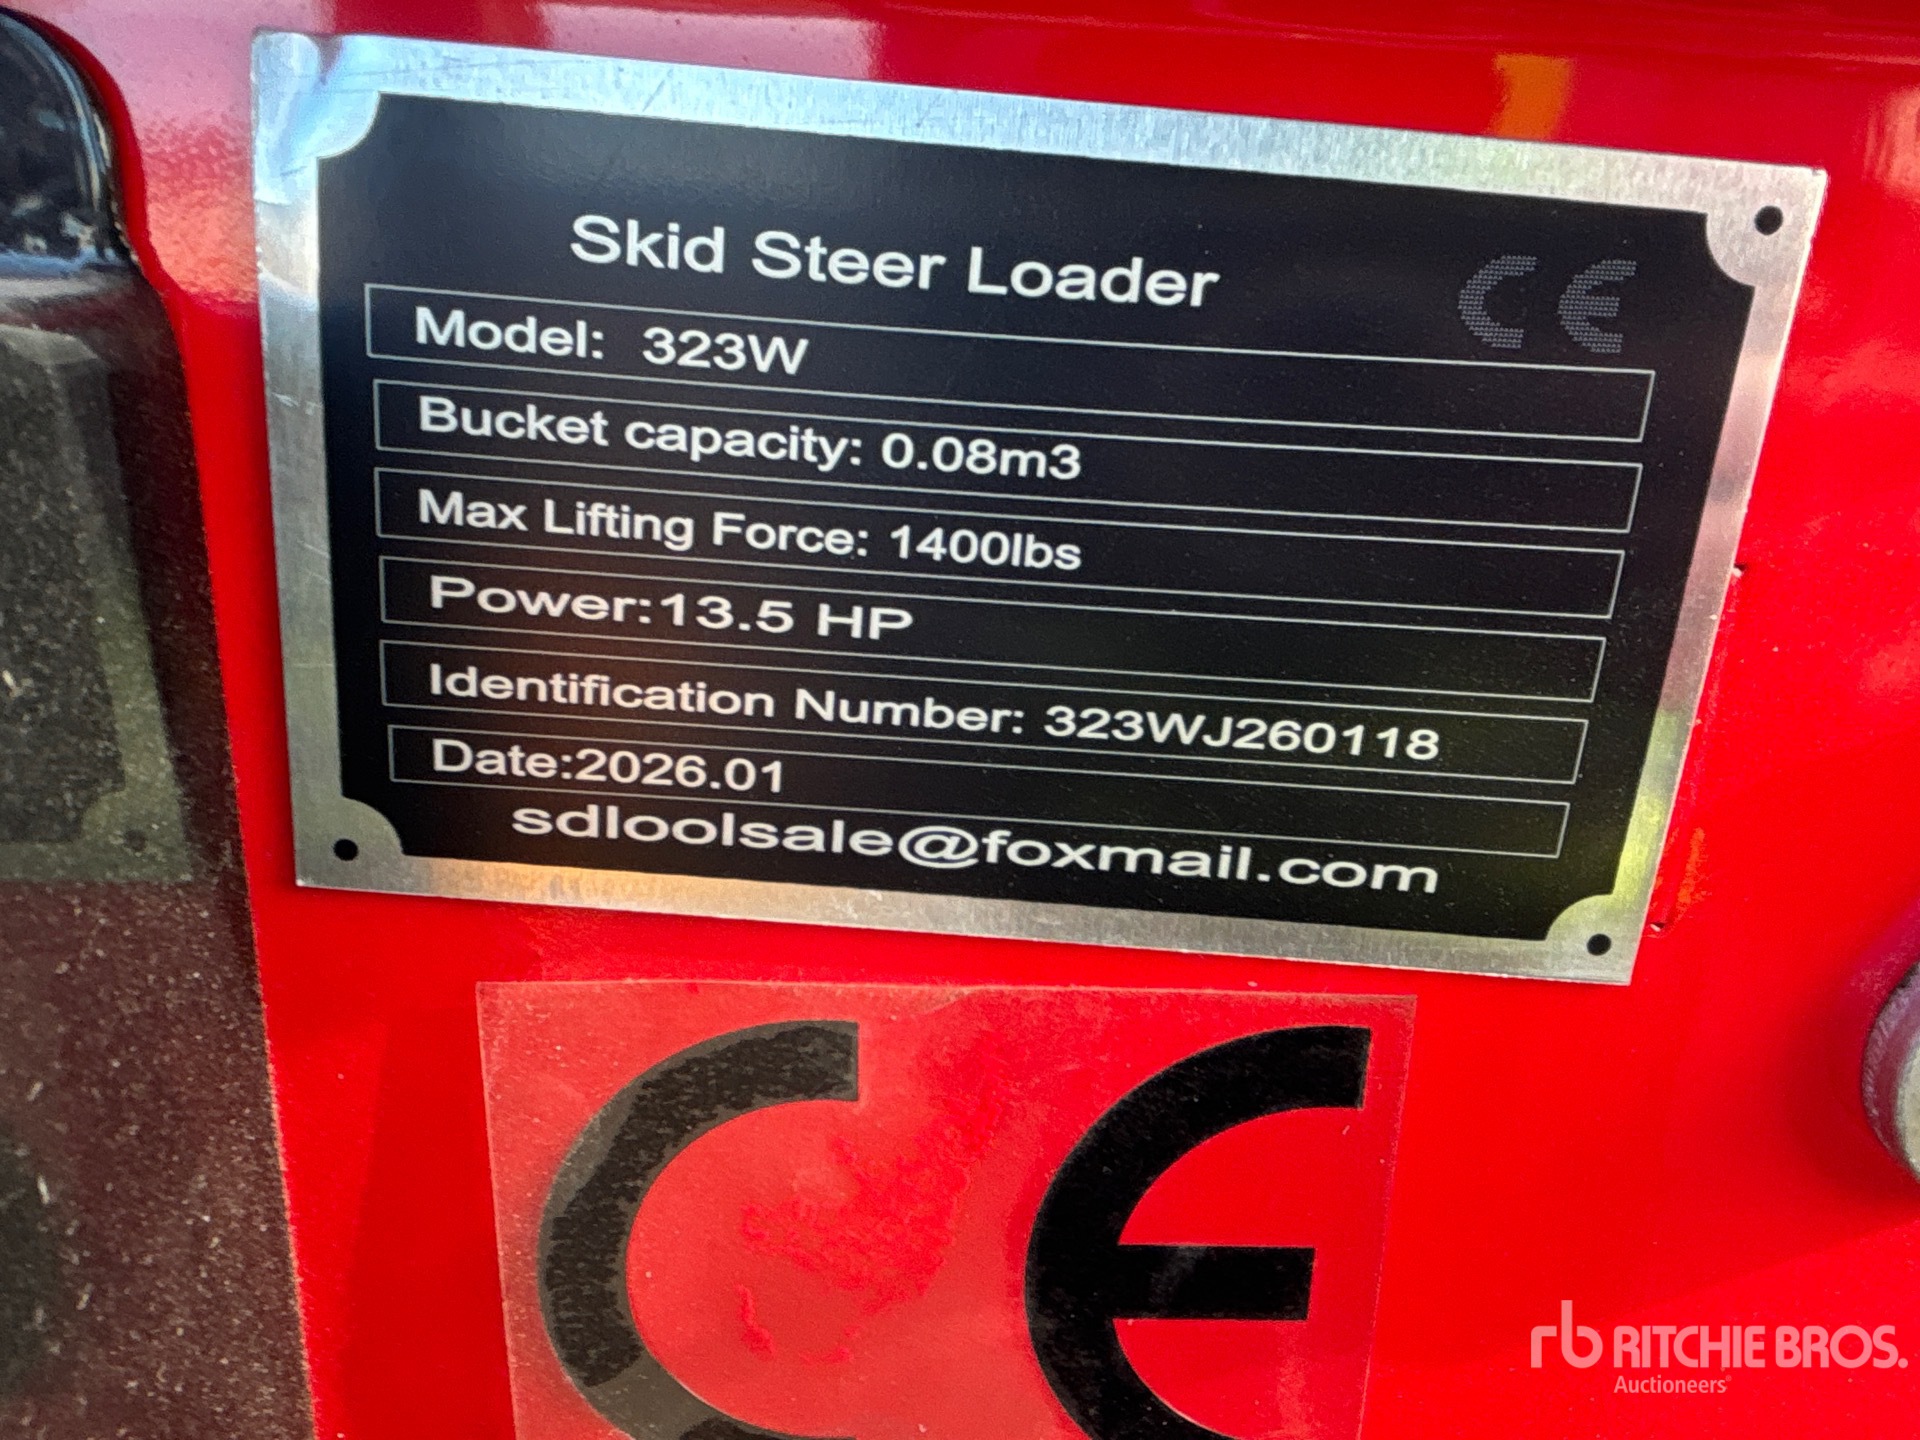 Skid Steer Loader
CE
Model: 323W
Bucket capacity: 0.08m3
Max Lifting Force: 1400lbs
Power:13.5 HP
Identification Number: 323WJ260118
Date:2026.01
sdloolsale@foxmail.com
CE
rb RITCHIE BROS.
Auctioneers